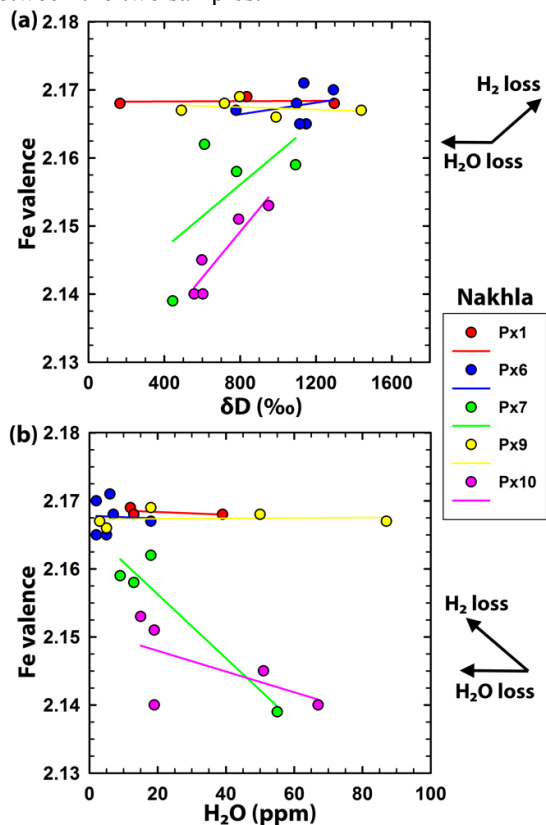 (a)
2.18
2.17
2.16
2.15
2.14
2.13
Fe valence
0 400 800 1200 1600
δD (‰)
H₂ loss
H₂O loss
Nakhla
Px1
Px6
Px7
Px9
Px10
(b)
2.18
2.17
2.16
2.15
2.14
2.13
Fe valence
0 20 40 60 80 100
H₂O (ppm)
H₂ loss
H₂O loss